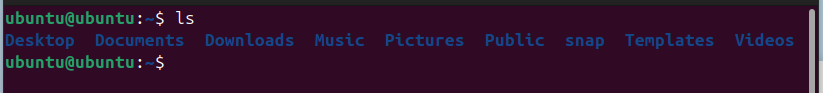 ubuntu@ubuntu:~$ ls
Desktop  Documents  Downloads  Music  Pictures  Public  snap  Templates  Videos
ubuntu@ubuntu:~$